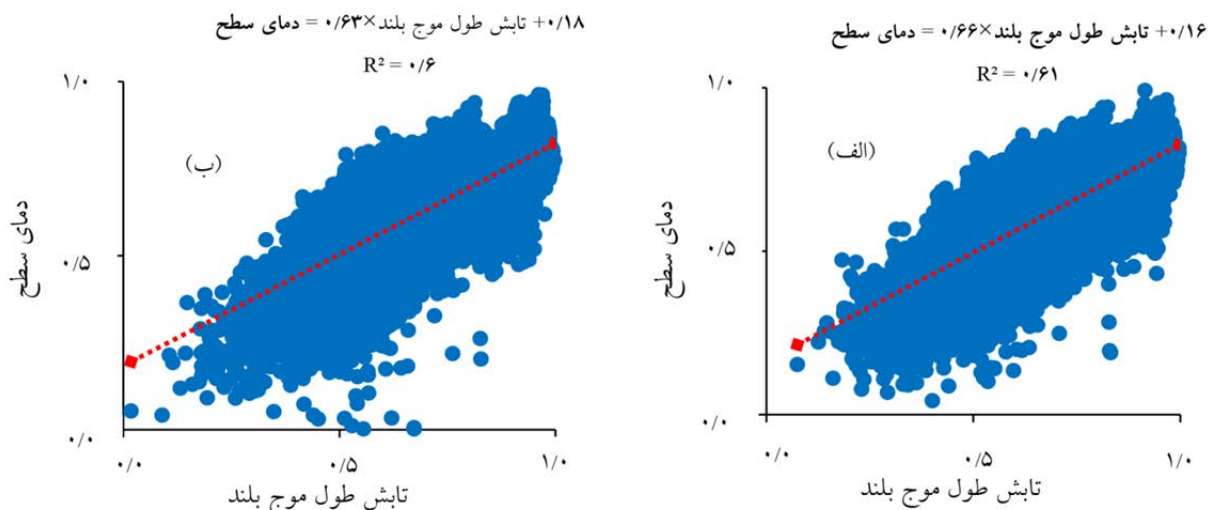 دمای سطح = ۰/۶۶×تابش طول موج بلند +۰/۱۶
R² = ۰/۶۱
۱/۰
(الف)
دمای سطح
۰/۵
۰/۰
۰/۰
۰/۵
۱/۰
تابش طول موج بلند
دمای سطح = ۰/۶۳×تابش طول موج بلند +۰/۱۸
R² = ۰/۶
۱/۰
(ب)
دمای سطح
۰/۵
۰/۰
۰/۰
۰/۵
۱/۰
تابش طول موج بلند